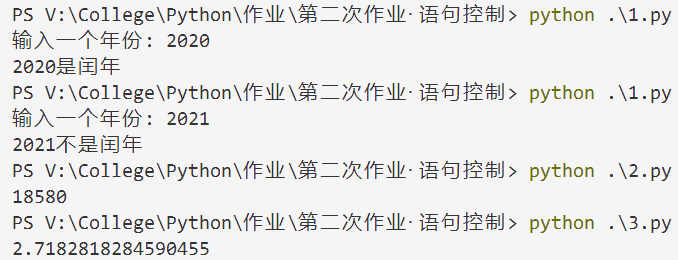 PS V:\College\Python\作业\第二次作业·语句控制> python .\1.py
输入一个年份: 2020
2020是闰年
PS V:\College\Python\作业\第二次作业·语句控制> python .\1.py
输入一个年份: 2021
2021不是闰年
PS V:\College\Python\作业\第二次作业·语句控制> python .\2.py
18580
PS V:\College\Python\作业\第二次作业·语句控制> python .\3.py
2.7182818284590455